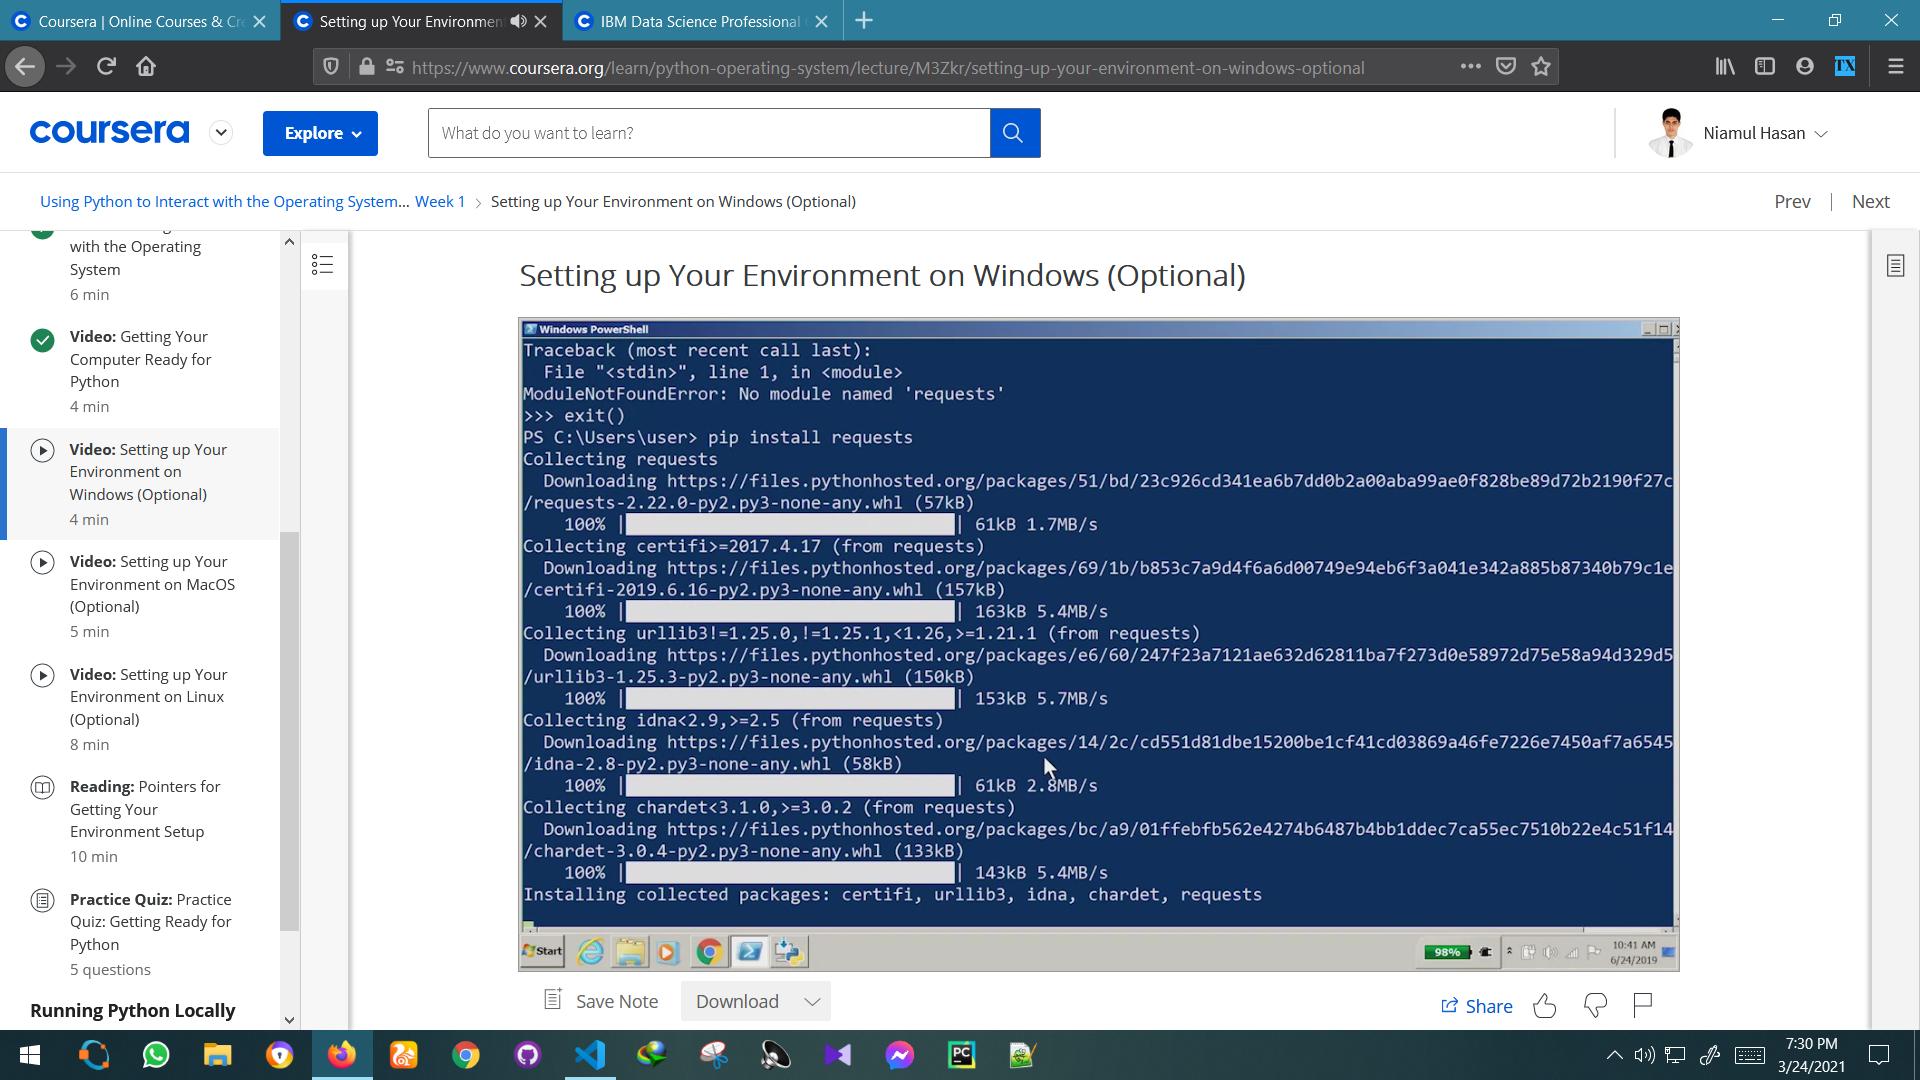 Coursera | Online Courses & Cre
Setting up Your Environmen
IBM Data Science Professional
https://www.coursera.org/learn/python-operating-system/lecture/M3Zkr/setting-up-your-environment-on-windows-optional
TX
coursera
Explore
What do you want to learn?
Niamul Hasan
Using Python to Interact with the Operating System... Week 1 > Setting up Your Environment on Windows (Optional)
Prev | Next
with the Operating
System
6 min
Video: Getting Your
Computer Ready for
Python
4 min
Video: Setting up Your
Environment on
Windows (Optional)
4 min
Video: Setting up Your
Environment on MacOS
(Optional)
5 min
Video: Setting up Your
Environment on Linux
(Optional)
8 min
Reading: Pointers for
Getting Your
Environment Setup
10 min
Practice Quiz: Practice
Quiz: Getting Ready for
Python
5 questions
Running Python Locally
Setting up Your Environment on Windows (Optional)
Windows PowerShell
Traceback (most recent call last):
File "<stdin>", line 1, in <module>
ModuleNotFoundError: No module named 'requests'
>>> exit()
PS C:\Users\user> pip install requests
Collecting requests
Downloading https://files.pythonhosted.org/packages/51/bd/23c926cd341ea6b7dd0b2a00aba99ae0f828be89d72b2190f27c
/requests-2.22.0-py2.py3-none-any.whl (57kB)
100% | | 61kB 1.7MB/s
Collecting certifi>=2017.4.17 (from requests)
Downloading https://files.pythonhosted.org/packages/69/1b/b853c7a9d4f6a6d00749e94eb6f3a041e342a885b87340b79c1e
/certifi-2019.6.16-py2.py3-none-any.whl (157kB)
100% | | 163kB 5.4MB/s
Collecting urllib3!=1.25.0,!=1.25.1,<1.26,>=1.21.1 (from requests)
Downloading https://files.pythonhosted.org/packages/e6/60/247f23a7121ae632d62811ba7f273d0e58972d75e58a94d329d5
/urllib3-1.25.3-py2.py3-none-any.whl (150kB)
100% | | 153kB 5.7MB/s
Collecting idna<2.9,>=2.5 (from requests)
Downloading https://files.pythonhosted.org/packages/14/2c/cd551d81dbe15200be1cf41cd03869a46fe7226e7450af7a6545
/idna-2.8-py2.py3-none-any.whl (58kB)
100% | | 61kB 2.8MB/s
Collecting chardet<3.1.0,>=3.0.2 (from requests)
Downloading https://files.pythonhosted.org/packages/bc/a9/01ffebfb562e4274b6487b4bb1ddec7ca55ec7510b22e4c51f14
/chardet-3.0.4-py2.py3-none-any.whl (133kB)
100% | | 143kB 5.4MB/s
Installing collected packages: certifi, urllib3, idna, chardet, requests
Start
98%
10:41 AM
6/24/2019
Save Note
Download
Share
PC
7:30 PM
3/24/2021